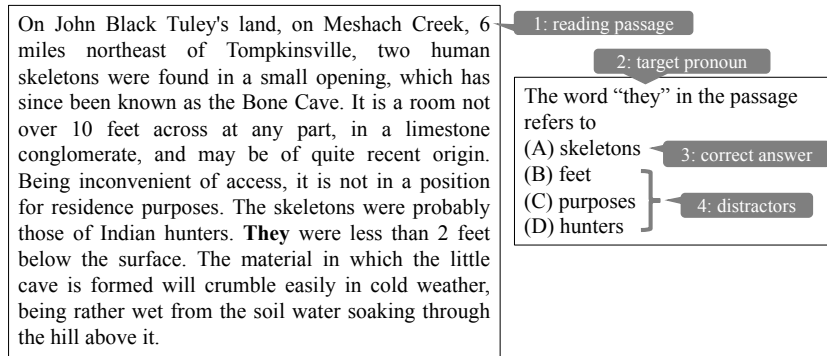 On John Black Tuley's land, on Meshach Creek, 6
miles northeast of Tompkinsville, two human
skeletons were found in a small opening, which has
since been known as the Bone Cave. It is a room not
over 10 feet across at any part, in a limestone
conglomerate, and may be of quite recent origin.
Being inconvenient of access, it is not in a position
for residence purposes. The skeletons were probably
those of Indian hunters. They were less than 2 feet
below the surface. The material in which the little
cave is formed will crumble easily in cold weather,
being rather wet from the soil water soaking through
the hill above it.
1: reading passage
2: target pronoun
The word “they” in the passage
refers to
(A) skeletons
3: correct answer
(B) feet
(C) purposes
4: distractors
(D) hunters